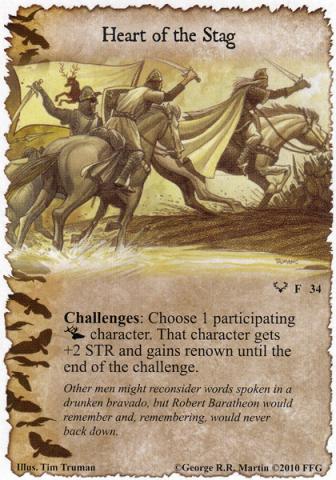 Heart of the Stag
TRUMAN
F 34
Challenges: Choose 1 participating
character. That character gets
+2 STR and gains renown until the
end of the challenge.
Other men might reconsider words spoken in a
drunken bravado, but Robert Baratheon would
remember and, remembering, would never
back down.
Illus. Tim Truman ©George R.R. Martin ©2010 FFG